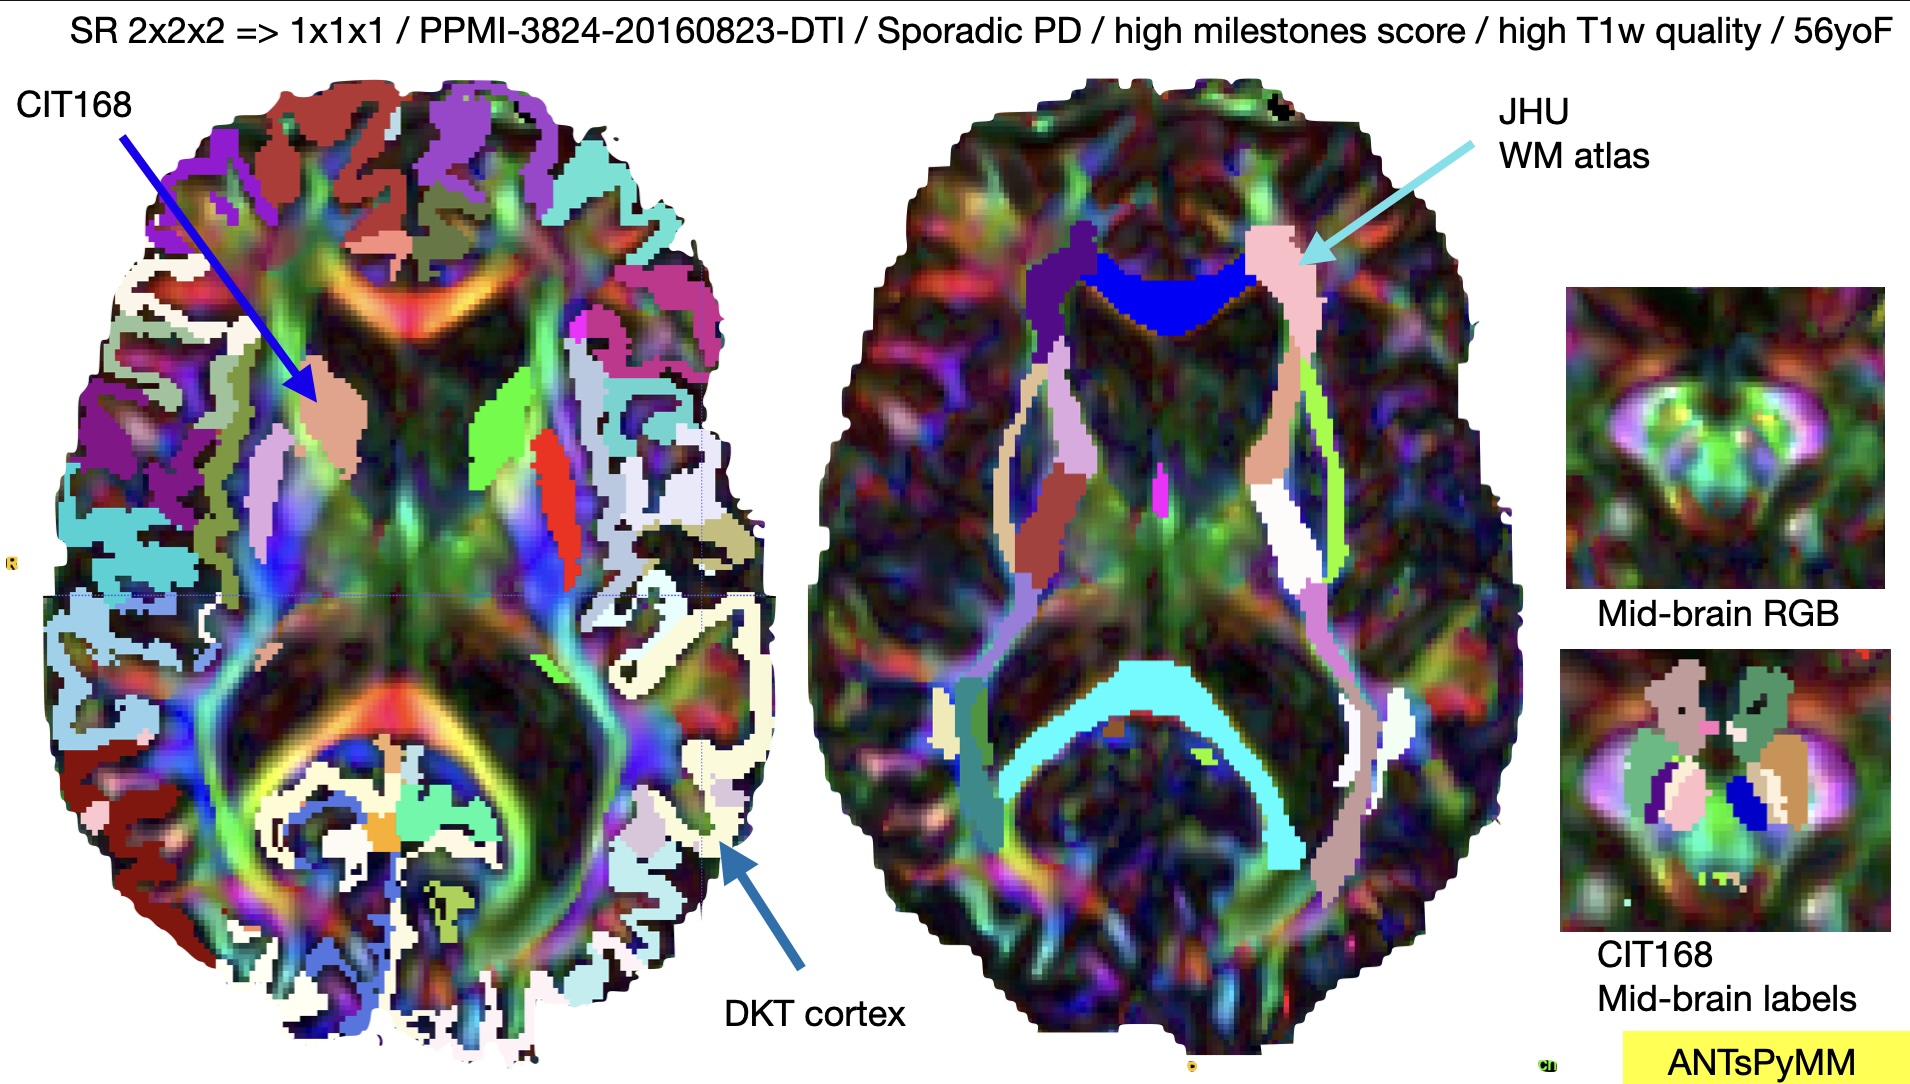 SR 2x2x2 => 1x1x1 / PPMI-3824-20160823-DTI / Sporadic PD / high milestones score / high T1w quality / 56yoF
CIT168
JHU
WM atlas
R
Mid-brain RGB
CIT168
Mid-brain labels
DKT cortex
ANTsPyMM